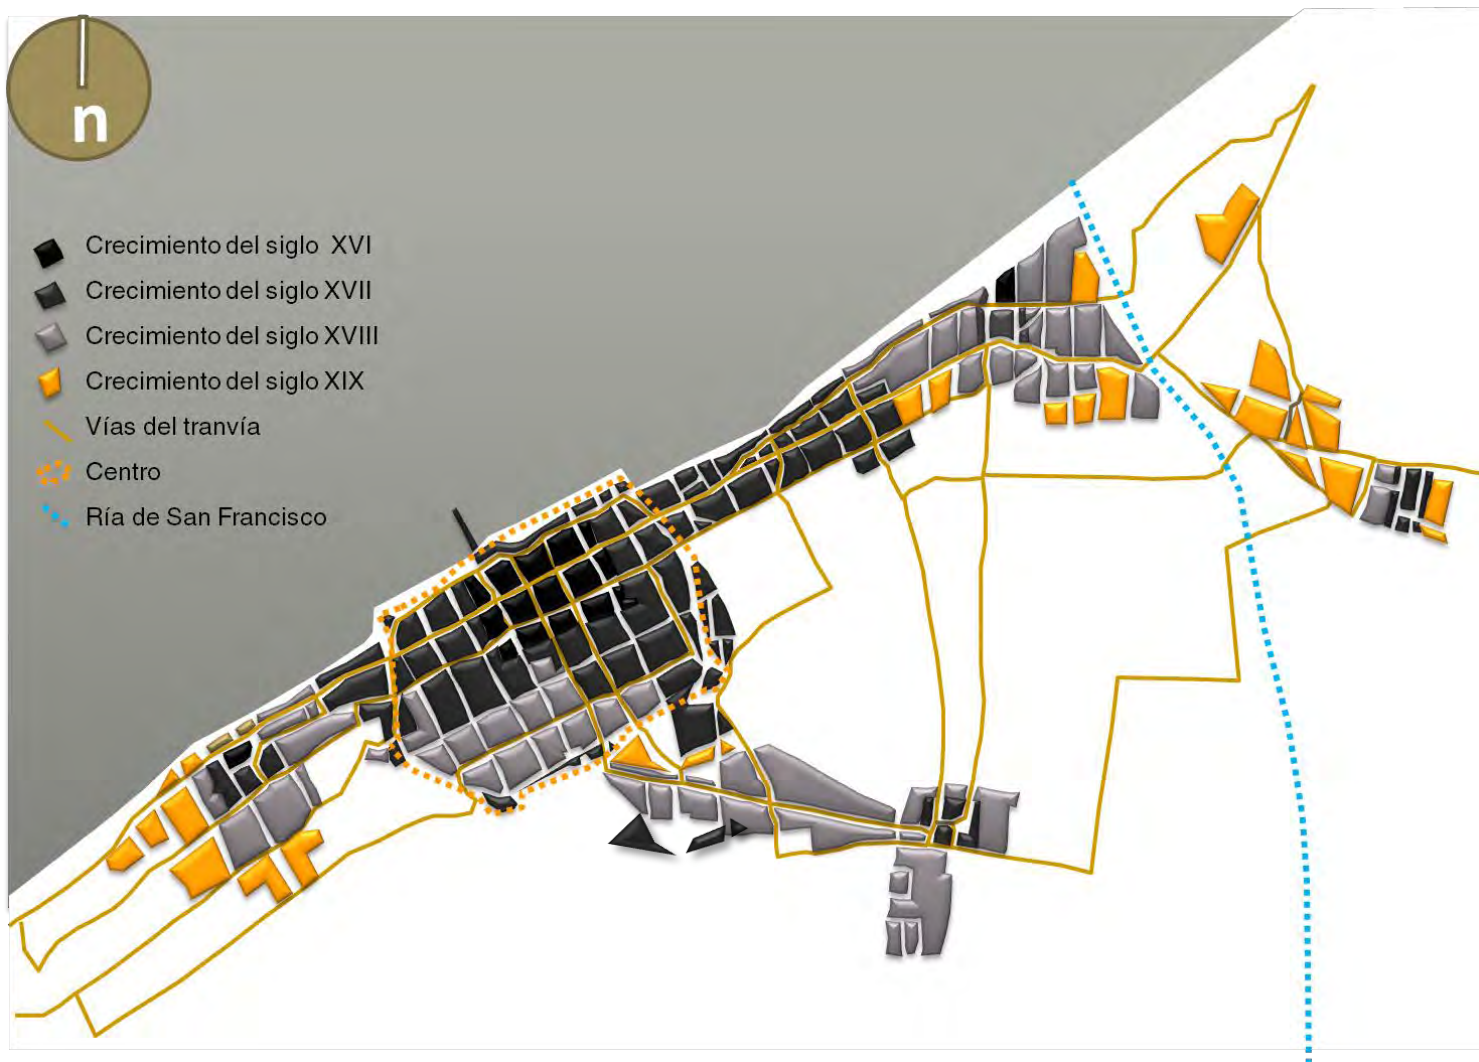 n
Crecimiento del siglo XVI
Crecimiento del siglo XVII
Crecimiento del siglo XVIII
Crecimiento del siglo XIX
Vías del tranvía
Centro
Ría de San Francisco